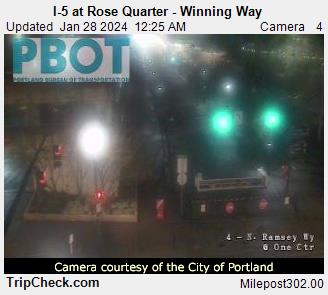 I-5 at Rose Quarter - Winning Way
Updated Jan 28 2024 12:25 AM Camera 4
PBOT
PORTLAND BUREAU OF TRANSPORTATION
4 - N. Ramsey Wy
@ One Ctr
Camera courtesy of the City of Portland
TripCheck.com Milepost302.00